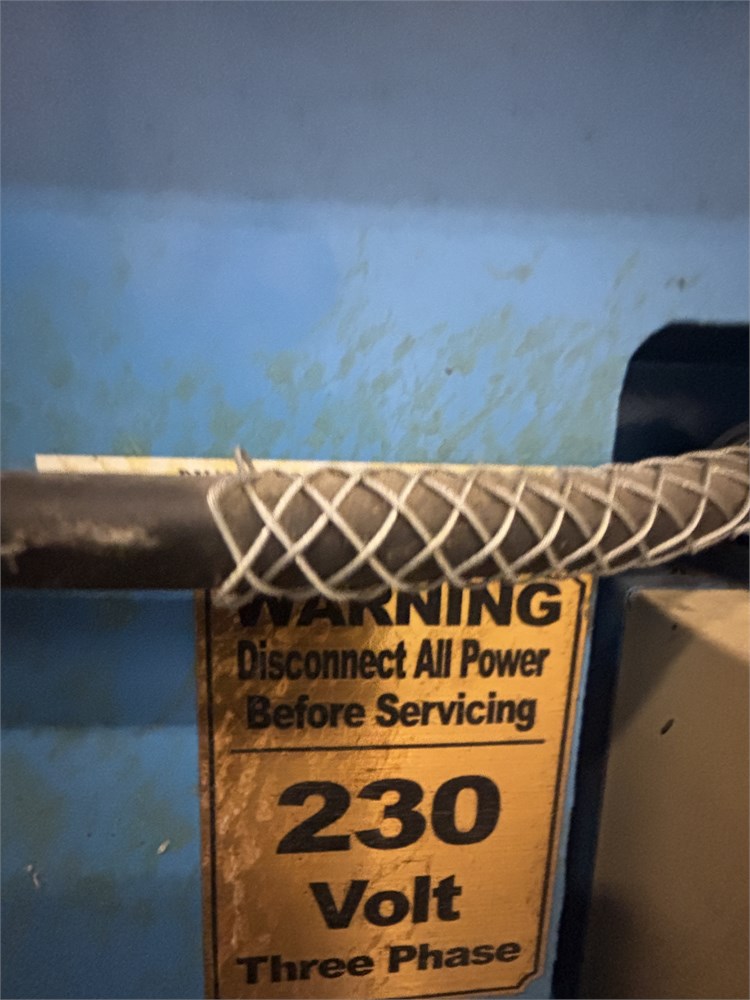 WARNING
Disconnect All Power
Before Servicing
230
Volt
Three Phase